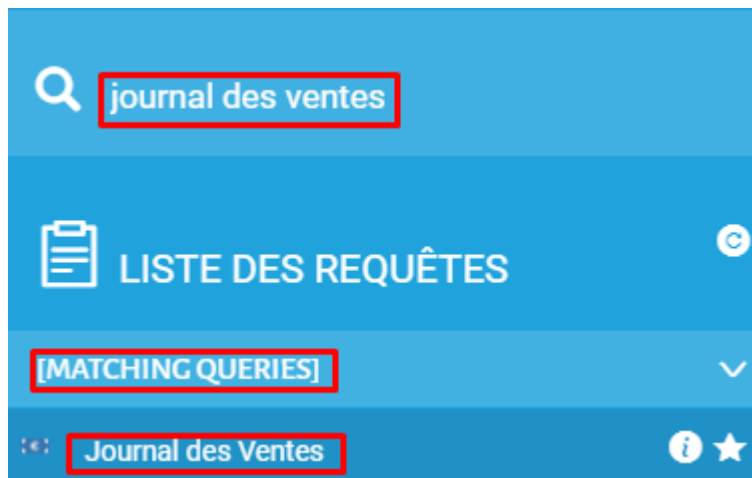 journal des ventes
LISTE DES REQUÊTES
[MATCHING QUERIES]
Journal des Ventes